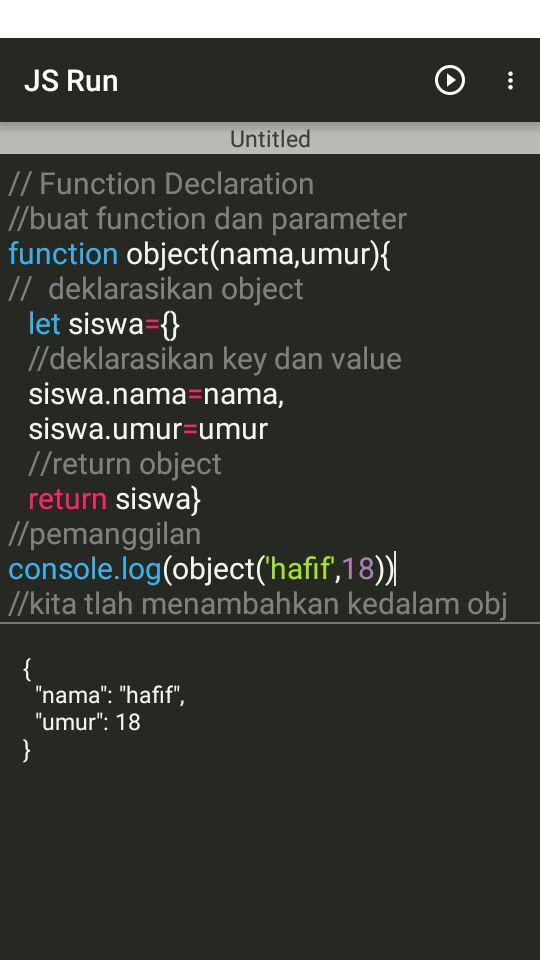 JS Run
Untitled
// Function Declaration
//buat function dan parameter
function object(nama,umur){
//  deklarasikan object
let siswa={}
//deklarasikan key dan value
siswa.nama=nama,
siswa.umur=umur
//return object
return siswa}
//pemanggilan
console.log(object('hafif',18))
//kita tlah menambahkan kedalam obj
{
"nama": "hafif",
"umur": 18
}